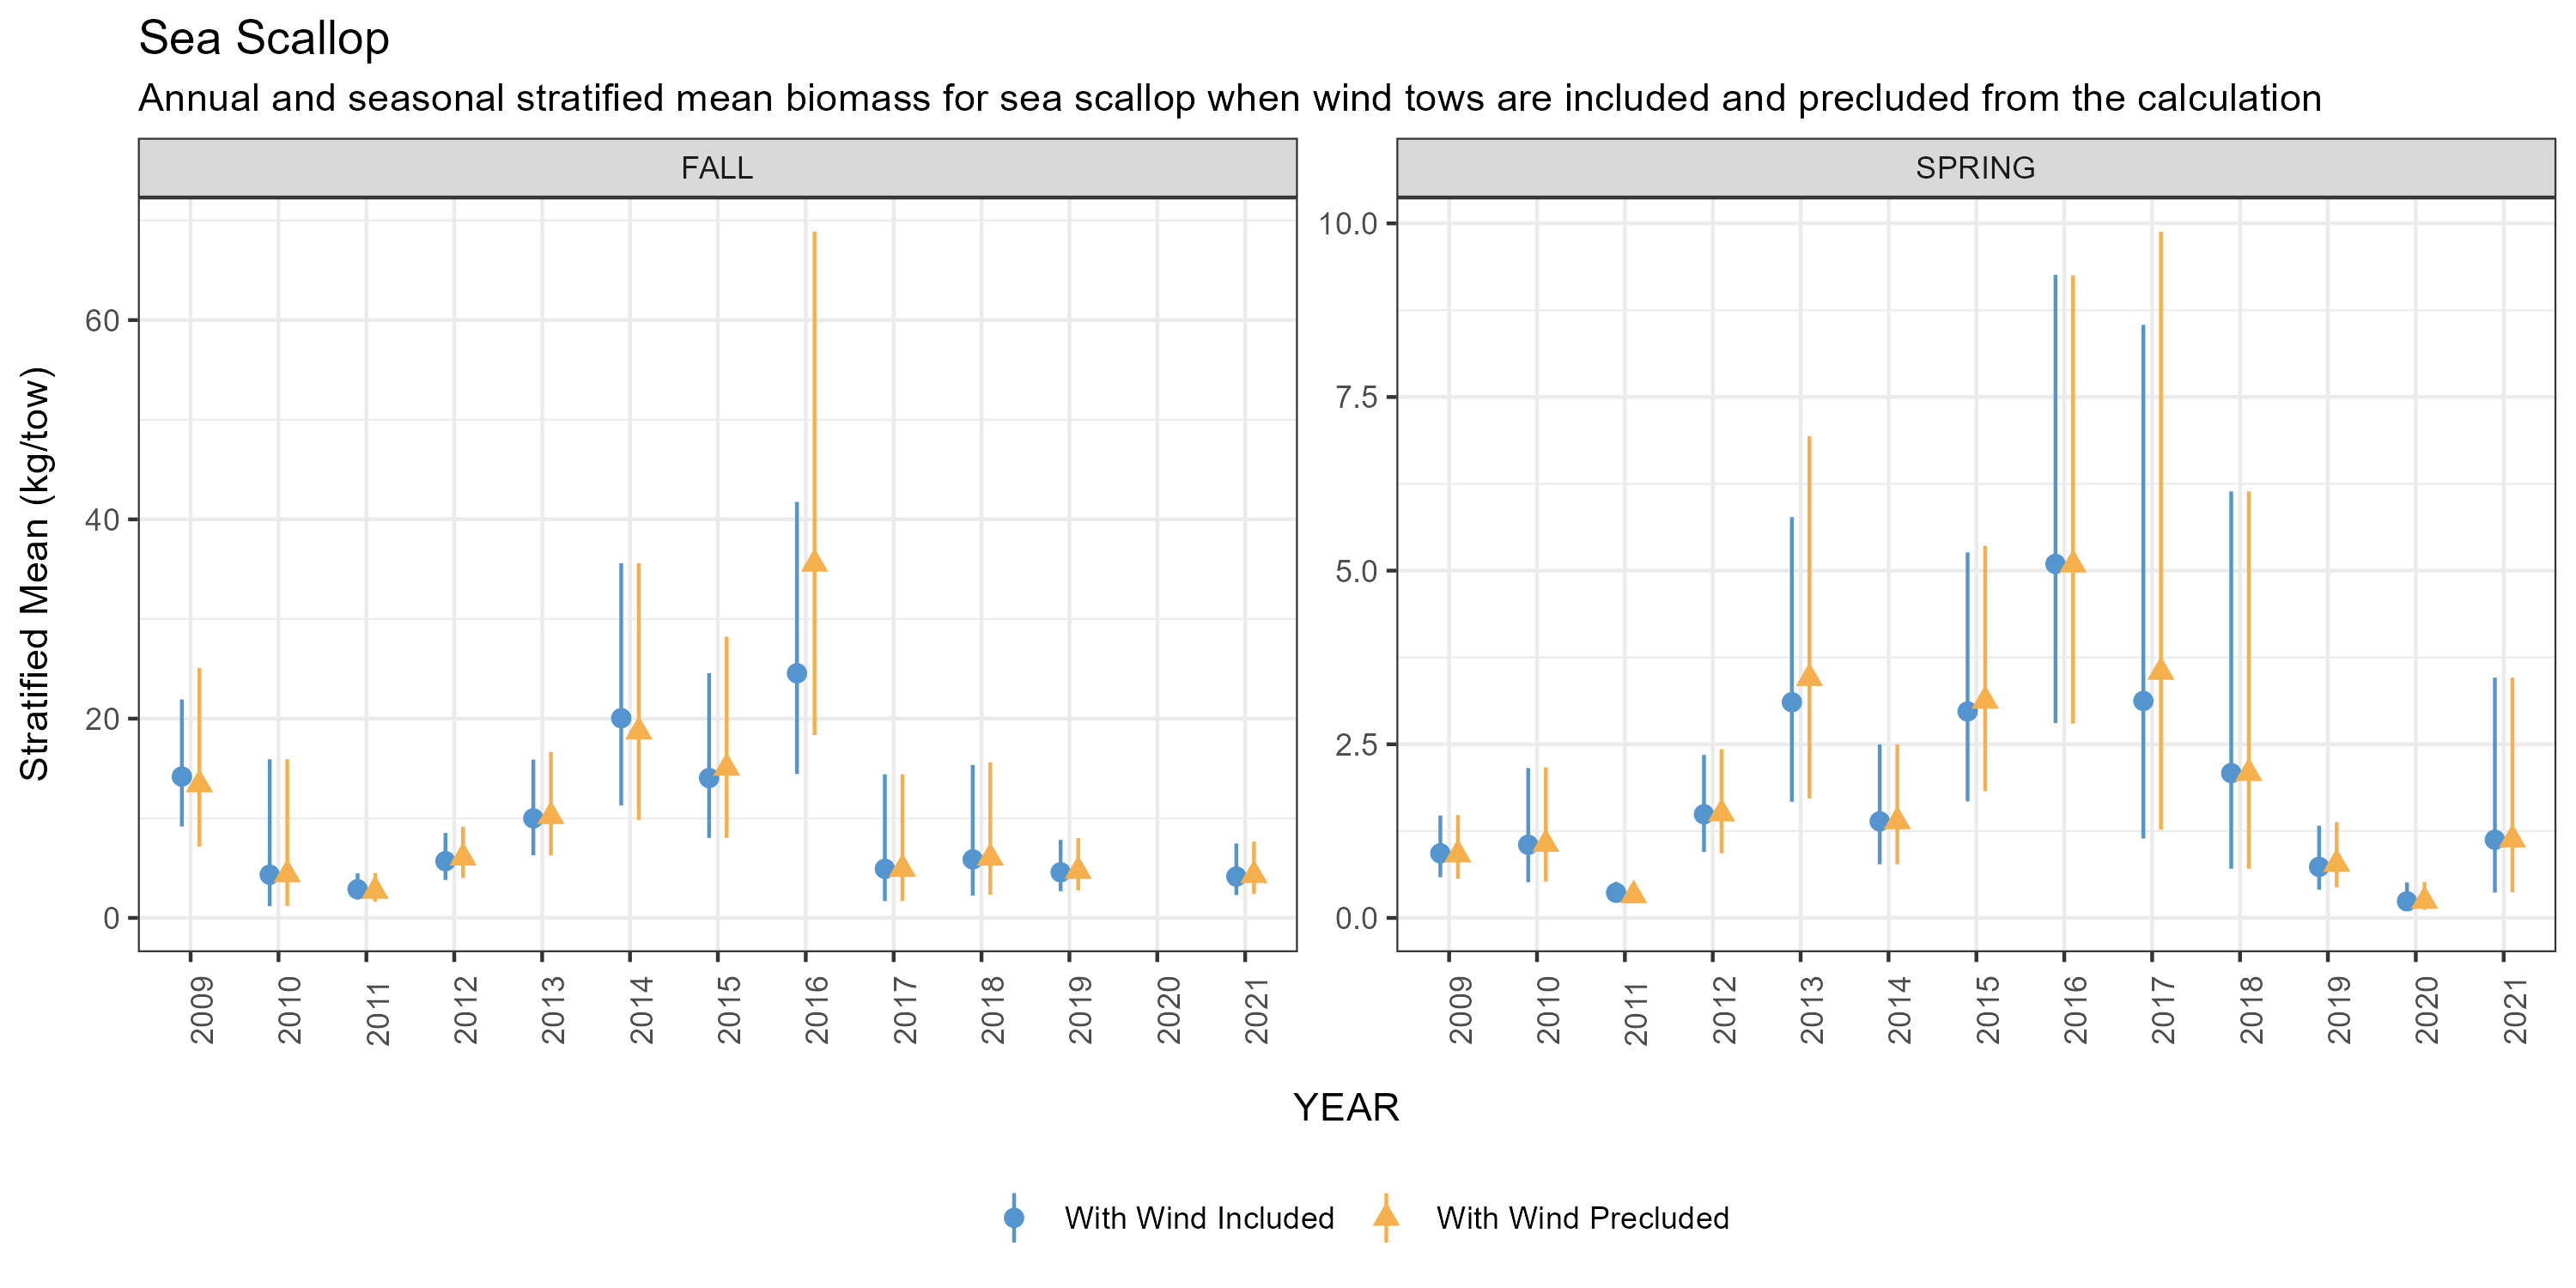 Sea Scallop
Annual and seasonal stratified mean biomass for sea scallop when wind tows are included and precluded from the calculation
FALL
SPRING
Stratified Mean (kg/tow)
60
40
20
0
10.0
7.5
5.0
2.5
0.0
2009 2010 2011 2012 2013 2014 2015 2016 2017 2018 2019 2020 2021
2009 2010 2011 2012 2013 2014 2015 2016 2017 2018 2019 2020 2021
YEAR
With Wind Included With Wind Precluded